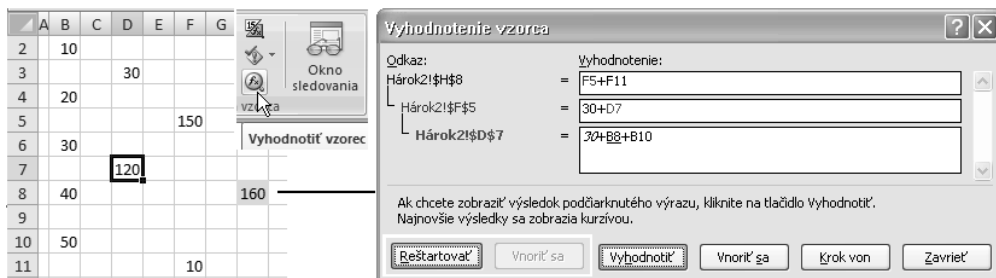 A B C D E F G
2 10
3 30
4 20
5 150
6 30
7 120
8 40 160
9
10 50
11 10
Okno
sledovania
vzorca
Vyhodnotiť vzorec
Vyhodnotenie vzorca
Odkaz: Vyhodnotenie:
Hárok2!$H$8 = F5+F11
Hárok2!$F$5 = 30+D7
Hárok2!$D$7 = 30+B8+B10
Ak chcete zobraziť výsledok podčiarknutého výrazu, kliknite na tlačidlo Vyhodnotiť.
Najnovšie výsledky sa zobrazia kurzívou.
Reštartovať Vnoriť sa Vyhodnotiť Vnoriť sa Krok von Zavrieť